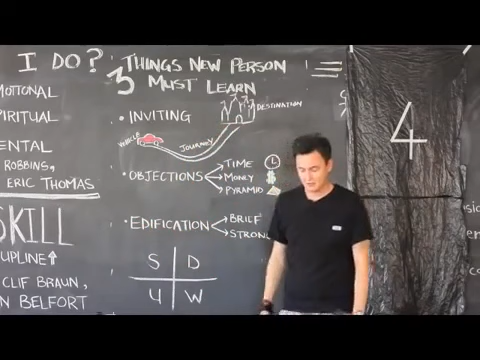 I DO?
MOTIONAL
PIRITUAL
ENTAL
ROBBINS,
ERIC THOMAS
SKILL
UPLINE↑
CLIF BRAUN,
N BELFORT
3 THINGS NEW PERSON
MUST LEARN
• INVITING
VEHICLE
JOURNEY
DESTINATION
• OBJECTIONS
TIME
MONEY
$
PYRAMID
• EDIFICATION
BRIEF
STRONG
S D
4 W
4